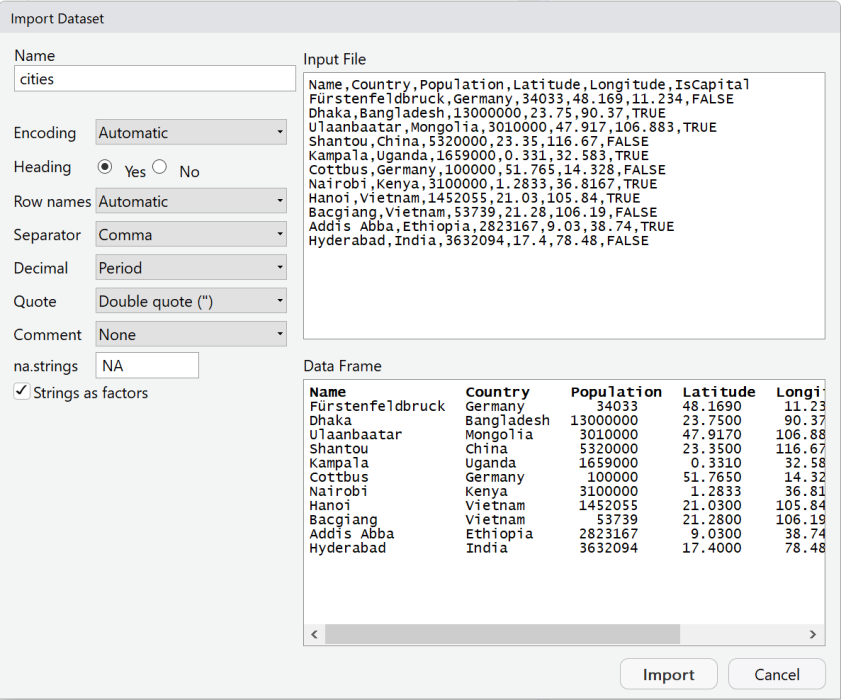 Import Dataset
Name
cities
Encoding Automatic
Heading Yes No
Row names Automatic
Separator Comma
Decimal Period
Quote Double quote (")
Comment None
na.strings NA
Strings as factors
Input File
Name,Country,Population,Latitude,Longitude,IsCapital
Fürstenfeldbruck,Germany,34033,48.169,11.234,FALSE
Dhaka,Bangladesh,13000000,23.75,90.37,TRUE
Ulaanbaatar,Mongolia,3010000,47.917,106.883,TRUE
Shantou,China,5320000,23.35,116.67,FALSE
Kampala,Uganda,1659000,0.331,32.583,TRUE
Cottbus,Germany,100000,51.765,14.328,FALSE
Nairobi,Kenya,3100000,1.2833,36.8167,TRUE
Hanoi,Vietnam,1452055,21.03,105.84,TRUE
Bacgiang,Vietnam,53739,21.28,106.19,FALSE
Addis Abba,Ethiopia,2823167,9.03,38.74,TRUE
Hyderabad,India,3632094,17.4,78.48,FALSE
Data Frame
Name Country Population Latitude Longi
Fürstenfeldbruck Germany 34033 48.1690 11.23
Dhaka Bangladesh 13000000 23.7500 90.37
Ulaanbaatar Mongolia 3010000 47.9170 106.88
Shantou China 5320000 23.3500 116.67
Kampala Uganda 1659000 0.3310 32.58
Cottbus Germany 100000 51.7650 14.32
Nairobi Kenya 3100000 1.2833 36.81
Hanoi Vietnam 1452055 21.0300 105.84
Bacgiang Vietnam 53739 21.2800 106.19
Addis Abba Ethiopia 2823167 9.0300 38.74
Hyderabad India 3632094 17.4000 78.48
Import Cancel